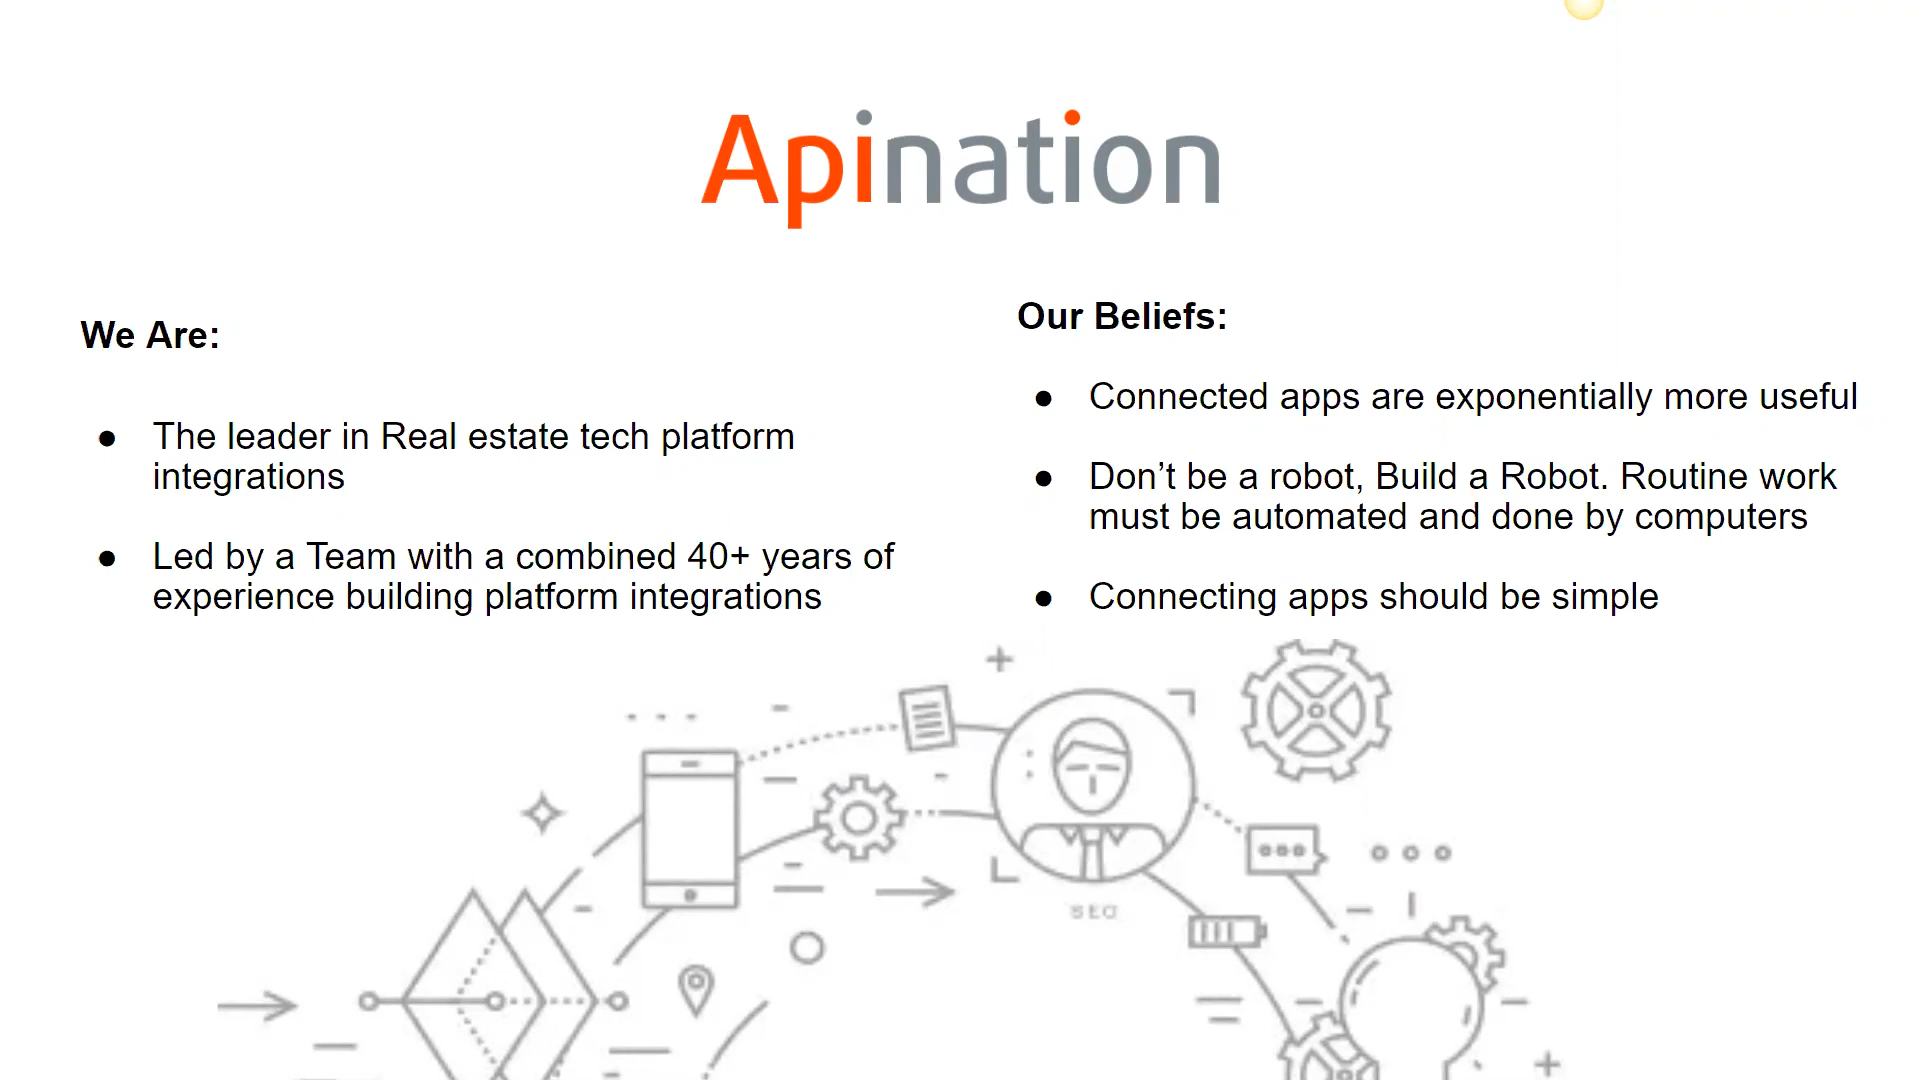 Apination
We Are:
● The leader in Real estate tech platform
integrations
● Led by a Team with a combined 40+ years of
experience building platform integrations
Our Beliefs:
● Connected apps are exponentially more useful
● Don’t be a robot, Build a Robot. Routine work
must be automated and done by computers
● Connecting apps should be simple
SEO